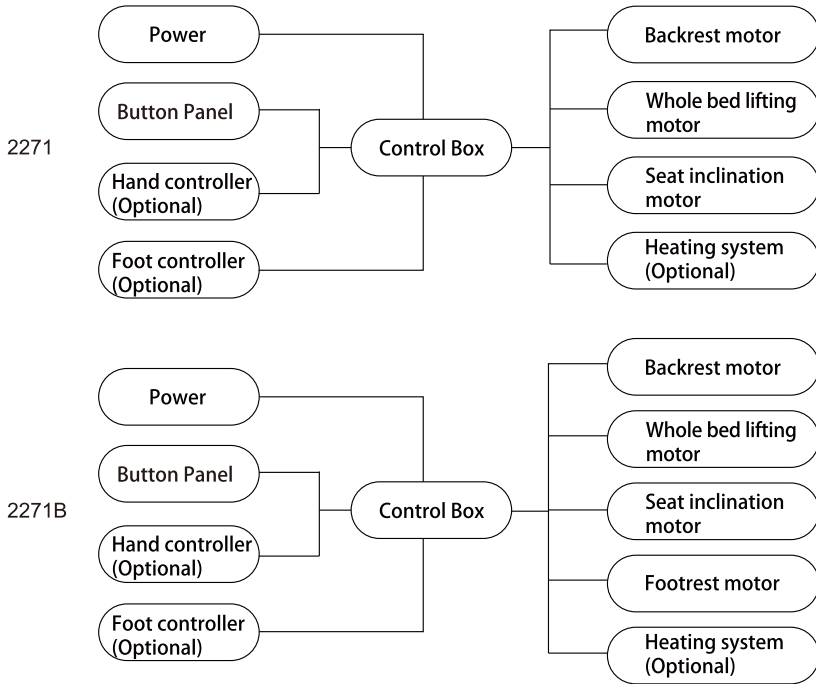 2271
Power
Button Panel
Hand controller
(Optional)
Foot controller
(Optional)
Control Box
Backrest motor
Whole bed lifting
motor
Seat inclination
motor
Heating system
(Optional)
2271B
Power
Button Panel
Hand controller
(Optional)
Foot controller
(Optional)
Control Box
Backrest motor
Whole bed lifting
motor
Seat inclination
motor
Footrest motor
Heating system
(Optional)